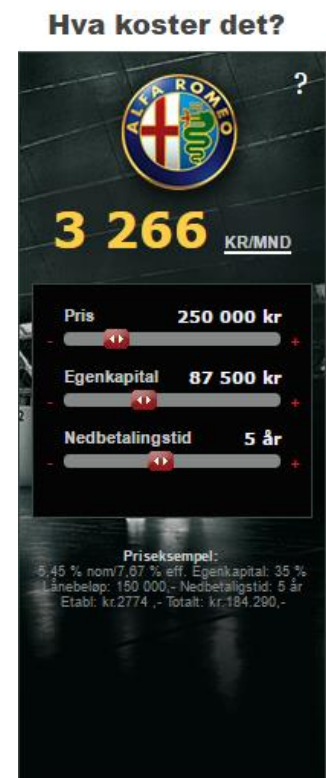 Hva koster det?
?
ALFA ROMEO
3 266 KR/MND
Pris 250 000 kr
- +
Egenkapital 87 500 kr
- +
Nedbetalingstid 5 år
- +
Priseksempel:
5,45 % nom/7,67 % eff. Egenkapital: 35 %
Lånebeløp: 150 000,- Nedbetaligstid: 5 år
Etabl: kr.2774 ,- Totalt: kr.184.290,-